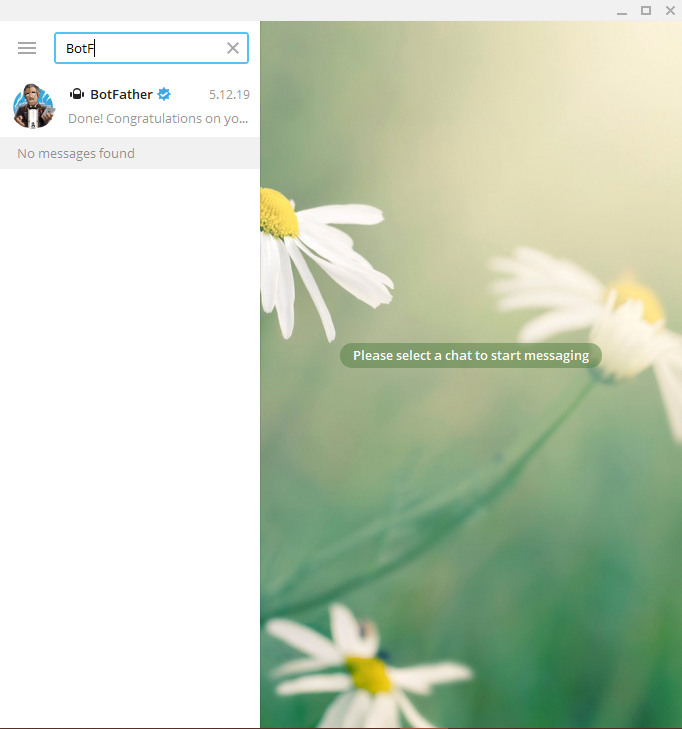 BotF
BotFather 5.12.19
Done! Congratulations on yo...
No messages found
Please select a chat to start messaging